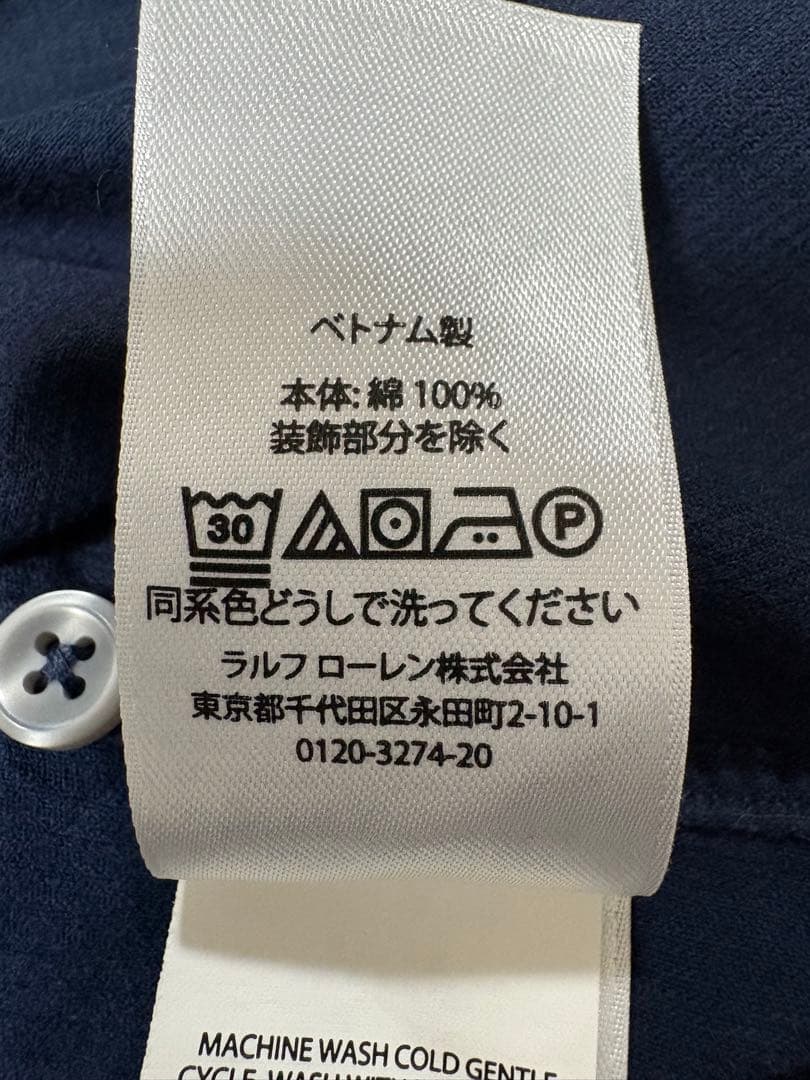 ベトナム製
本体: 綿 100%
装飾部分を除く
30 P
同系色どうしで洗ってください
ラルフ ローレン株式会社
東京都千代田区永田町2-10-1
0120-3274-20
MACHINE WASH COLD GENTLE
CYCLE. WASH WITH